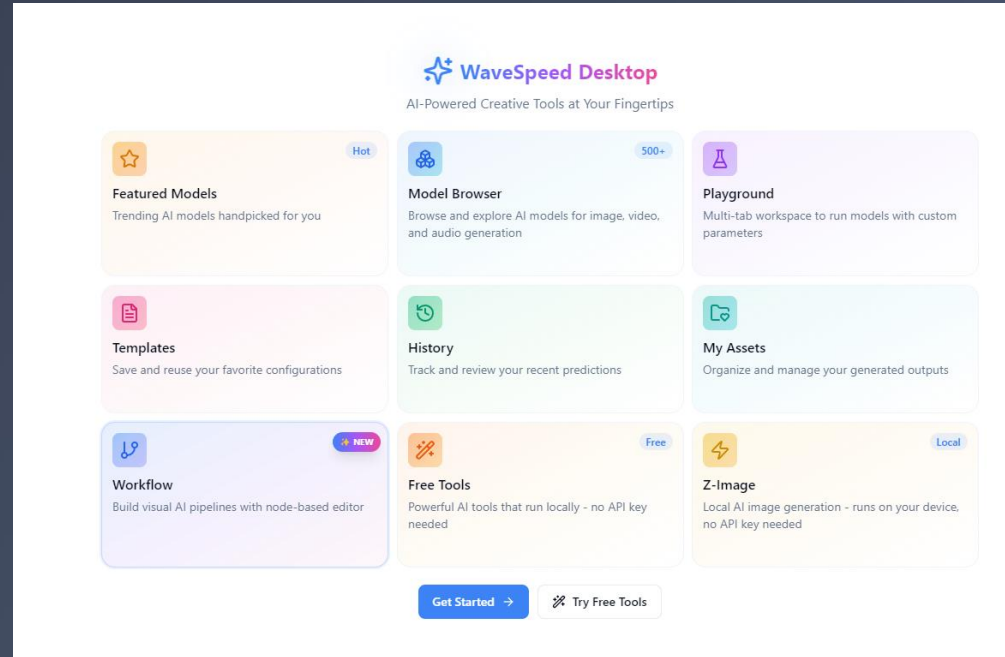 WaveSpeed Desktop
AI-Powered Creative Tools at Your Fingertips
Hot
Featured Models
Trending AI models handpicked for you
500+
Model Browser
Browse and explore AI models for image, video,
and audio generation
Playground
Multi-tab workspace to run models with custom
parameters
Templates
Save and reuse your favorite configurations
History
Track and review your recent predictions
My Assets
Organize and manage your generated outputs
NEW
Workflow
Build visual AI pipelines with node-based editor
Free
Free Tools
Powerful AI tools that run locally - no API key
needed
Local
Z-Image
Local AI image generation - runs on your device,
no API key needed
Get Started
Try Free Tools